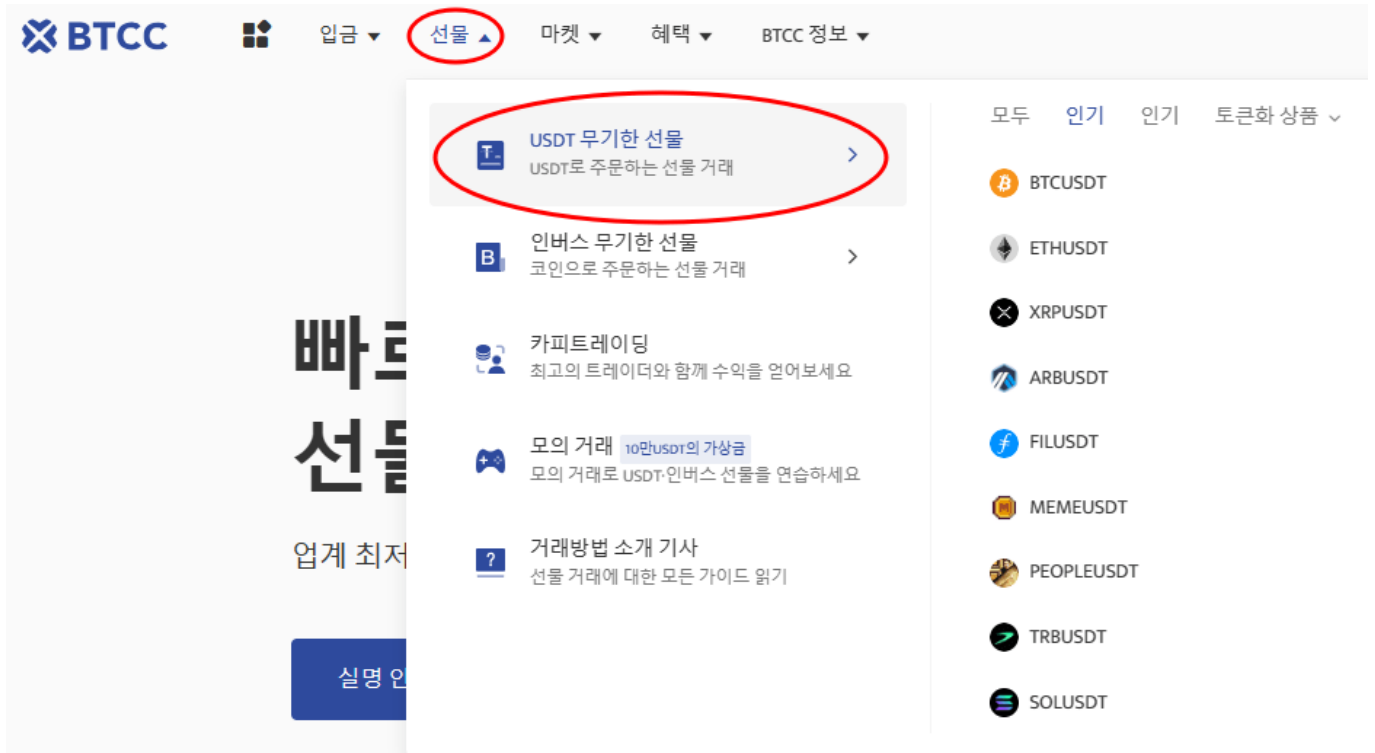 BTCC
입금 ▼
선물 ▲
마켓 ▼
혜택 ▼
BTCC 정보 ▼
USDT 무기한 선물
USDT로 주문하는 선물 거래
인버스 무기한 선물
코인으로 주문하는 선물 거래
카피트레이딩
최고의 트레이더와 함께 수익을 얻어보세요
모의 거래 10만USDT의 가상금
모의 거래로 USDT·인버스 선물을 연습하세요
거래방법 소개 기사
선물 거래에 대한 모든 가이드 읽기
모두 인기 인기 토큰화 상품
BTCUSDT
ETHUSDT
XRPUSDT
ARBUSDT
FILUSDT
MEMEUSDT
PEOPLEUSDT
TRBUSDT
SOLUSDT
빠르
선물
업계 최저
실명 인